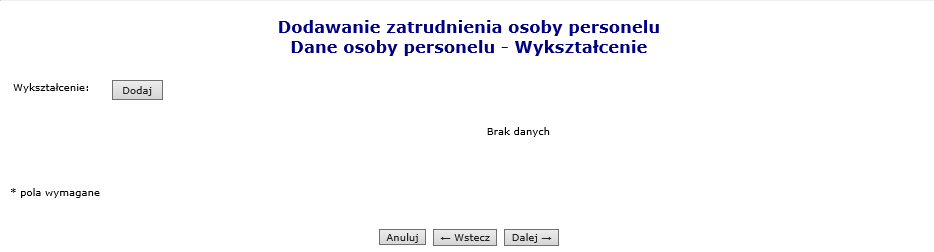 Dodawanie zatrudnienia osoby personelu
Dane osoby personelu - Wykształcenie
Wykształcenie: Dodaj
Brak danych
* pola wymagane
Anuluj ← Wstecz Dalej →